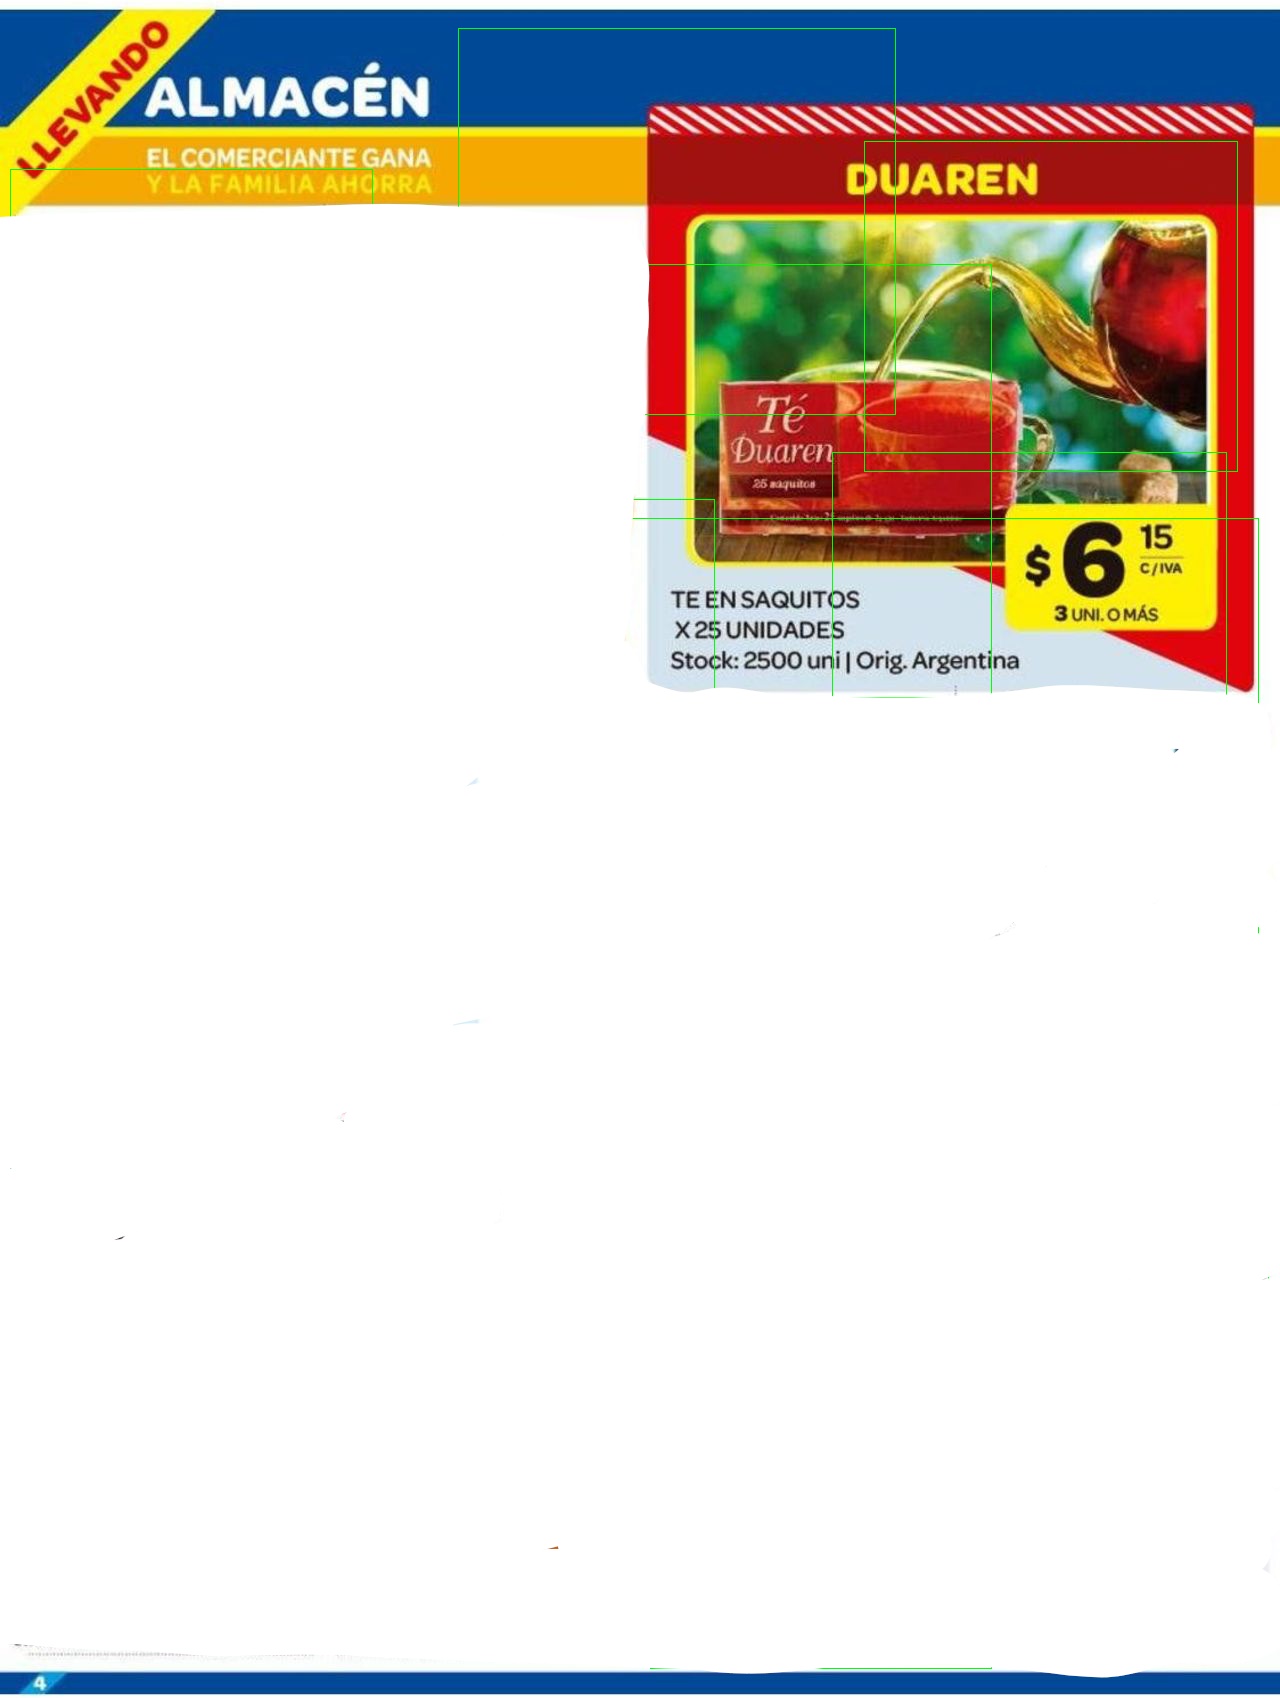 LLEVANDO
ALMACÉN
EL COMERCIANTE GANA
Y LA FAMILIA AHORRA
DUAREN
Té
Duaren
25 saquitos
$6 15
C/IVA
3 UNI. O MÁS
TE EN SAQUITOS
X 25 UNIDADES
Stock: 2500 uni | Orig. Argentina
4